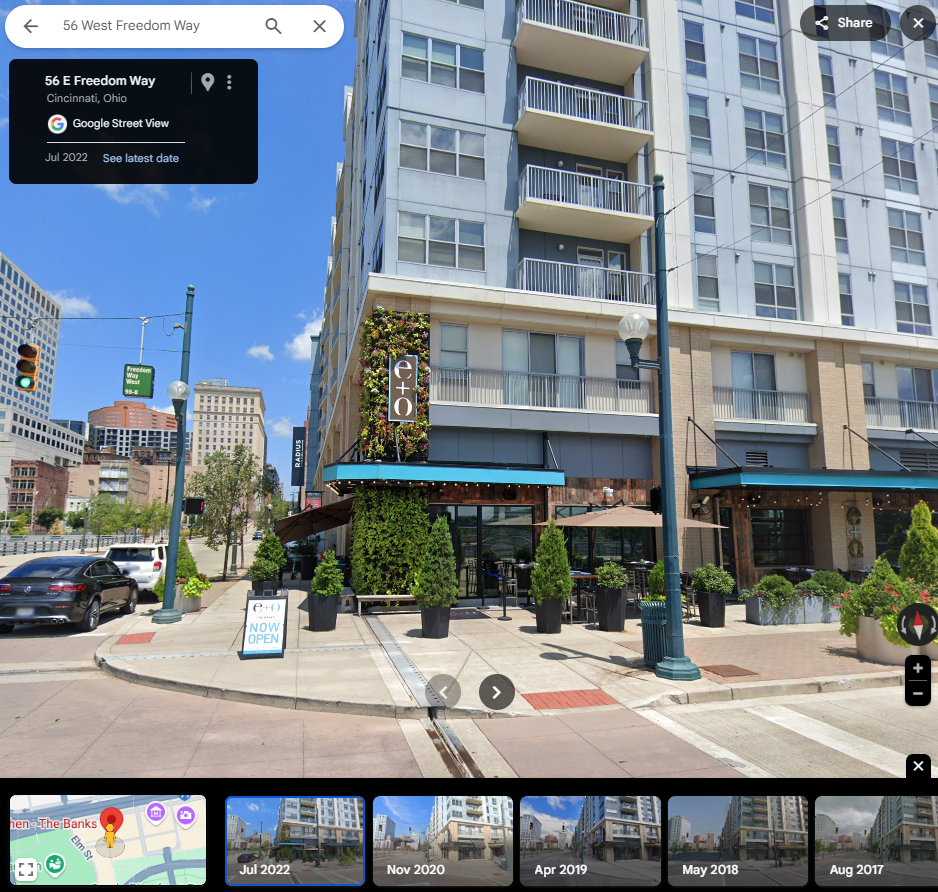 56 West Freedom Way
Share
56 E Freedom Way
Cincinnati, Ohio
Google Street View
Jul 2022
See latest date
Freedom
Way
West
e
+
o
RADIUS
e+o
NOW
OPEN
hen - The Banks
Elm St
Jul 2022
Nov 2020
Apr 2019
May 2018
Aug 2017